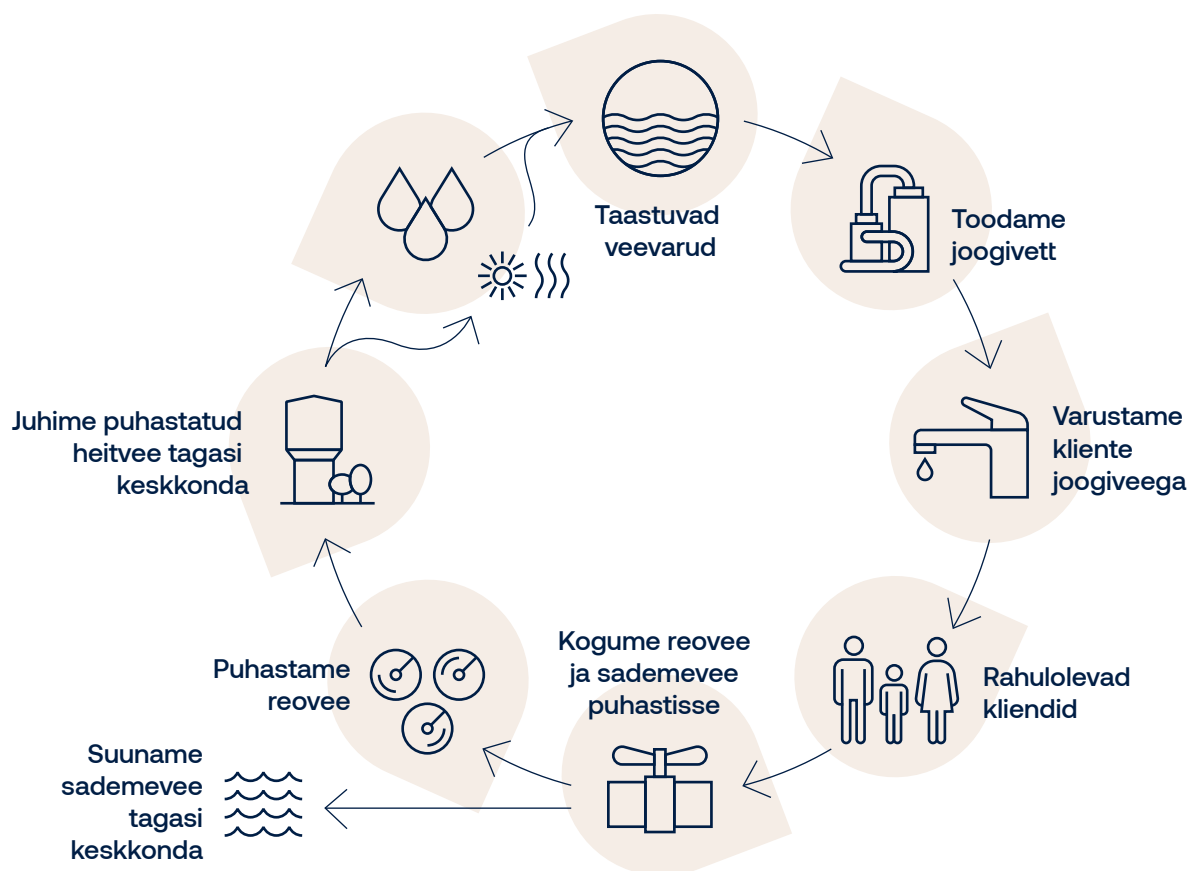 Taastuvad
veevarud
Toodame
joogivett
Varustame
kliente
joogiveega
Rahulolevad
kliendid
Kogume reovee
ja sademevee
puhastisse
Puhastame
reovee
Suuname
sademevee
tagasi
keskkonda
Juhime puhastatud
heitvee tagasi
keskkonda